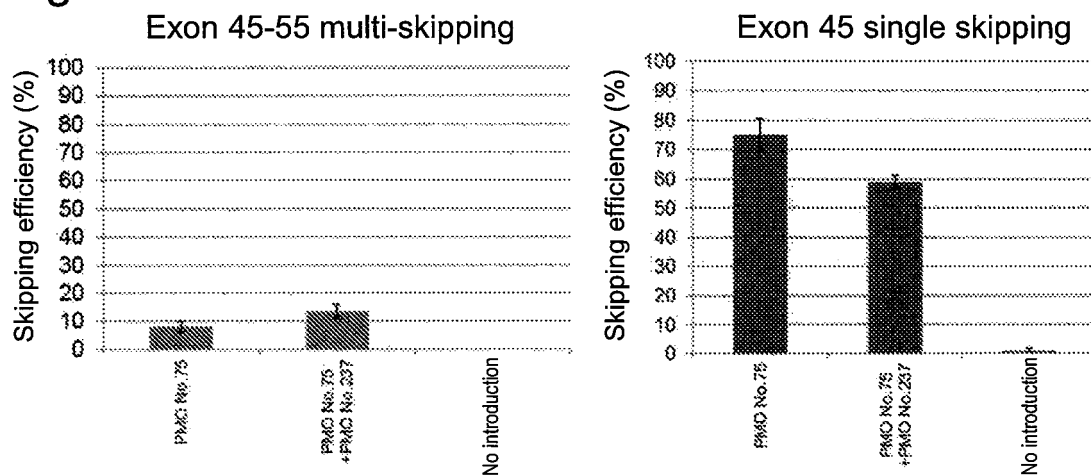 Exon 45-55 multi-skipping
Skipping efficiency (%)
100
90
80
70
60
50
40
30
20
10
0
PMO No.75
PMO No.75
+PMO No.237
No introduction
Exon 45 single skipping
Skipping efficiency (%)
100
90
80
70
60
50
40
30
20
10
0
PMO No.75
PMO No.75
+PMO No.237
No introduction